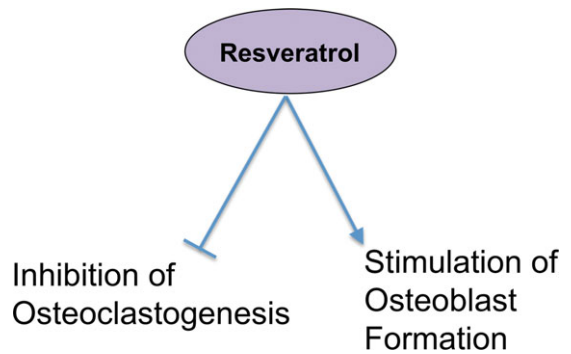 Resveratrol
Inhibition of
Osteoclastogenesis
Stimulation of
Osteoblast
Formation